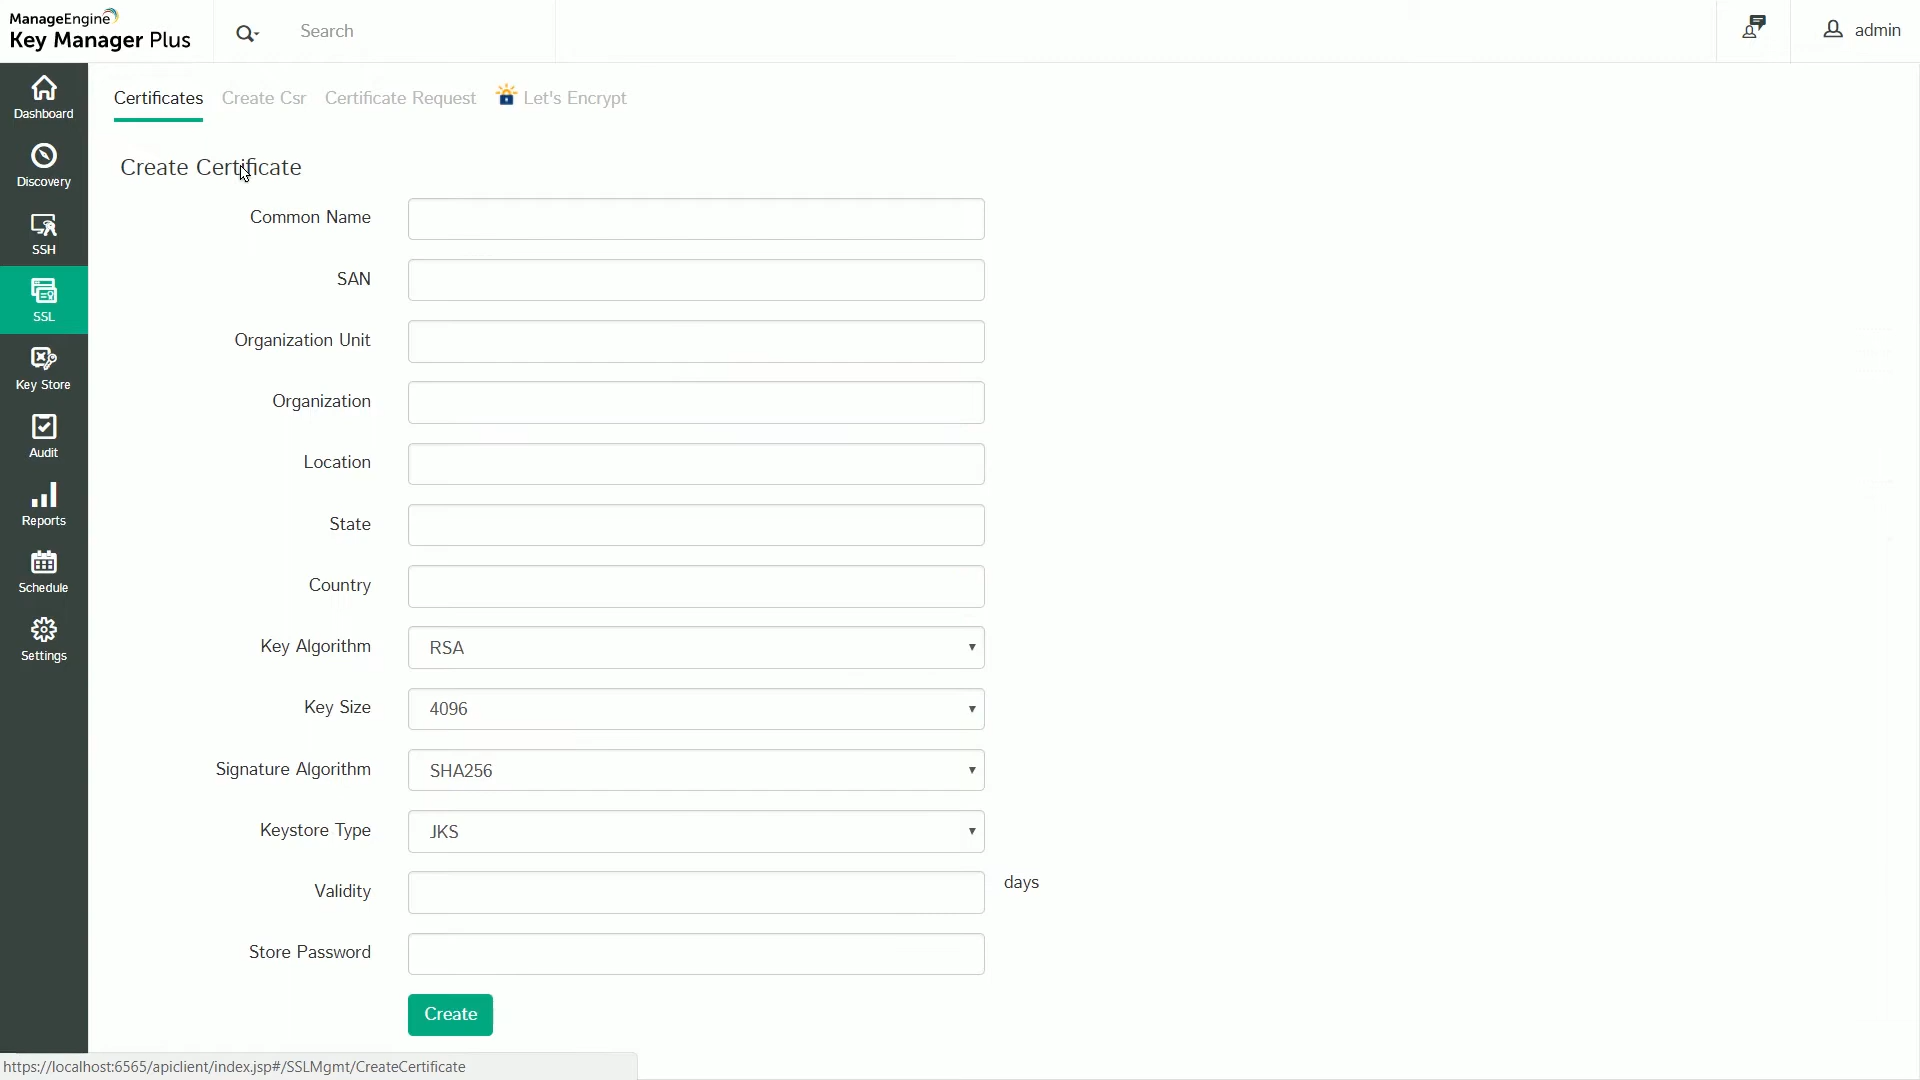 ManageEngine
Key Manager Plus
Search
admin
Dashboard
Discovery
SSH
SSL
Key Store
Audit
Reports
Schedule
Settings
Certificates Create Csr Certificate Request Let's Encrypt
Create Certificate
Common Name
SAN
Organization Unit
Organization
Location
State
Country
Key Algorithm RSA
Key Size 4096
Signature Algorithm SHA256
Keystore Type JKS
Validity days
Store Password
Create
https://localhost:6565/apiclient/index.jsp#/SSLMgmt/CreateCertificate